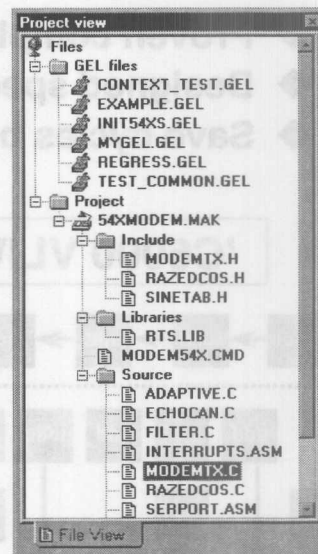 Project view
Files
GEL files
CONTEXT_TEST.GEL
EXAMPLE.GEL
INIT54XS.GEL
MYGEL.GEL
REGRESS.GEL
TEST_COMMON.GEL
Project
54XMODEM.MAK
Include
MODEMTX.H
RAZEDCOS.H
SINETAB.H
Libraries
RTS.LIB
MODEM54X.CMD
Source
ADAPTIVE.C
ECHOCAN.C
FILTER.C
INTERRUPTS.ASM
MODEMTX.C
RAZEDCOS.C
SERPORT.ASM
File View